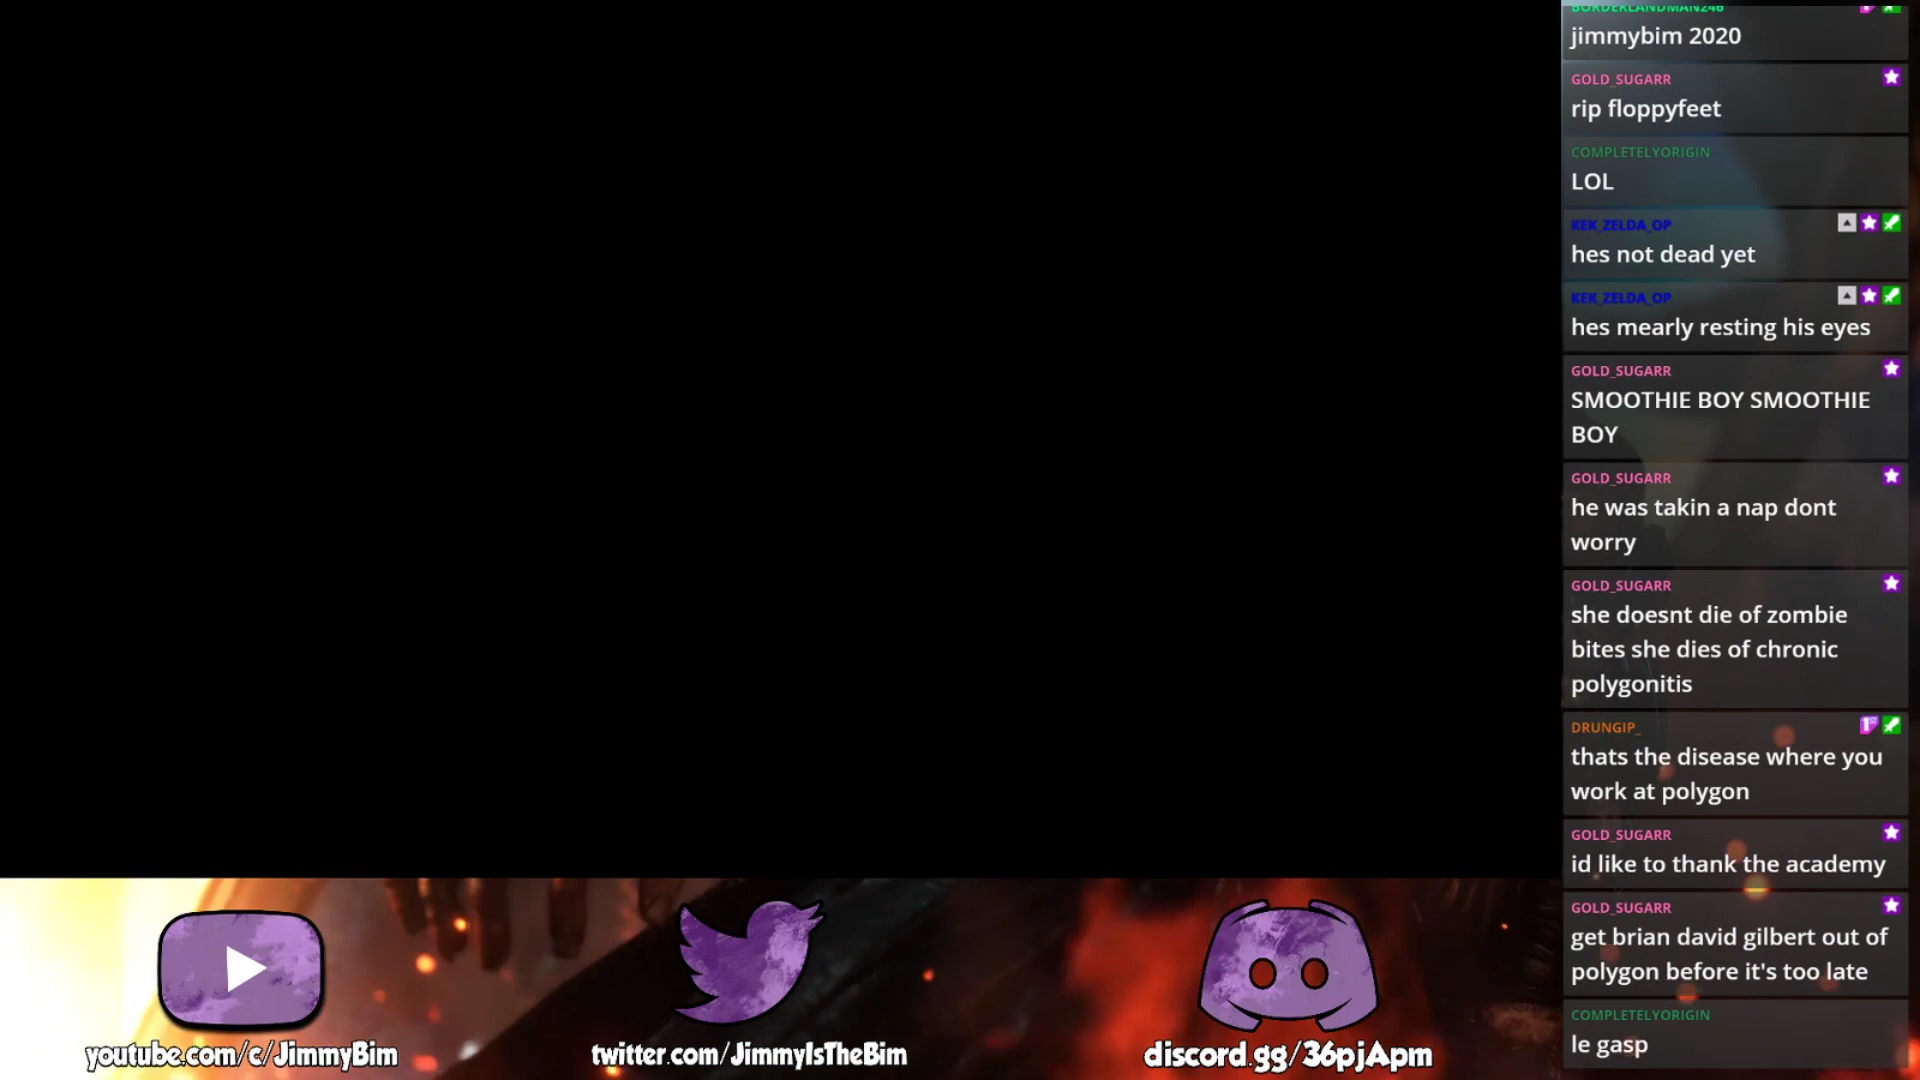 BORDERLANDMAN246
jimmybim 2020
GOLD_SUGARR
rip floppyfeet
COMPLETELYORIGIN
LOL
KEK_ZELDA_OP
hes not dead yet
KEK_ZELDA_OP
hes mearly resting his eyes
GOLD_SUGARR
SMOOTHIE BOY SMOOTHIE
BOY
GOLD_SUGARR
he was takin a nap dont
worry
GOLD_SUGARR
she doesnt die of zombie
bites she dies of chronic
polygonitis
DRUNGIP_
thats the disease where you
work at polygon
GOLD_SUGARR
id like to thank the academy
GOLD_SUGARR
get brian david gilbert out of
polygon before it's too late
COMPLETELYORIGIN
le gasp
youtube.com/c/JimmyBim
twitter.com/JimmyIsTheBim
discord.gg/36pjApm